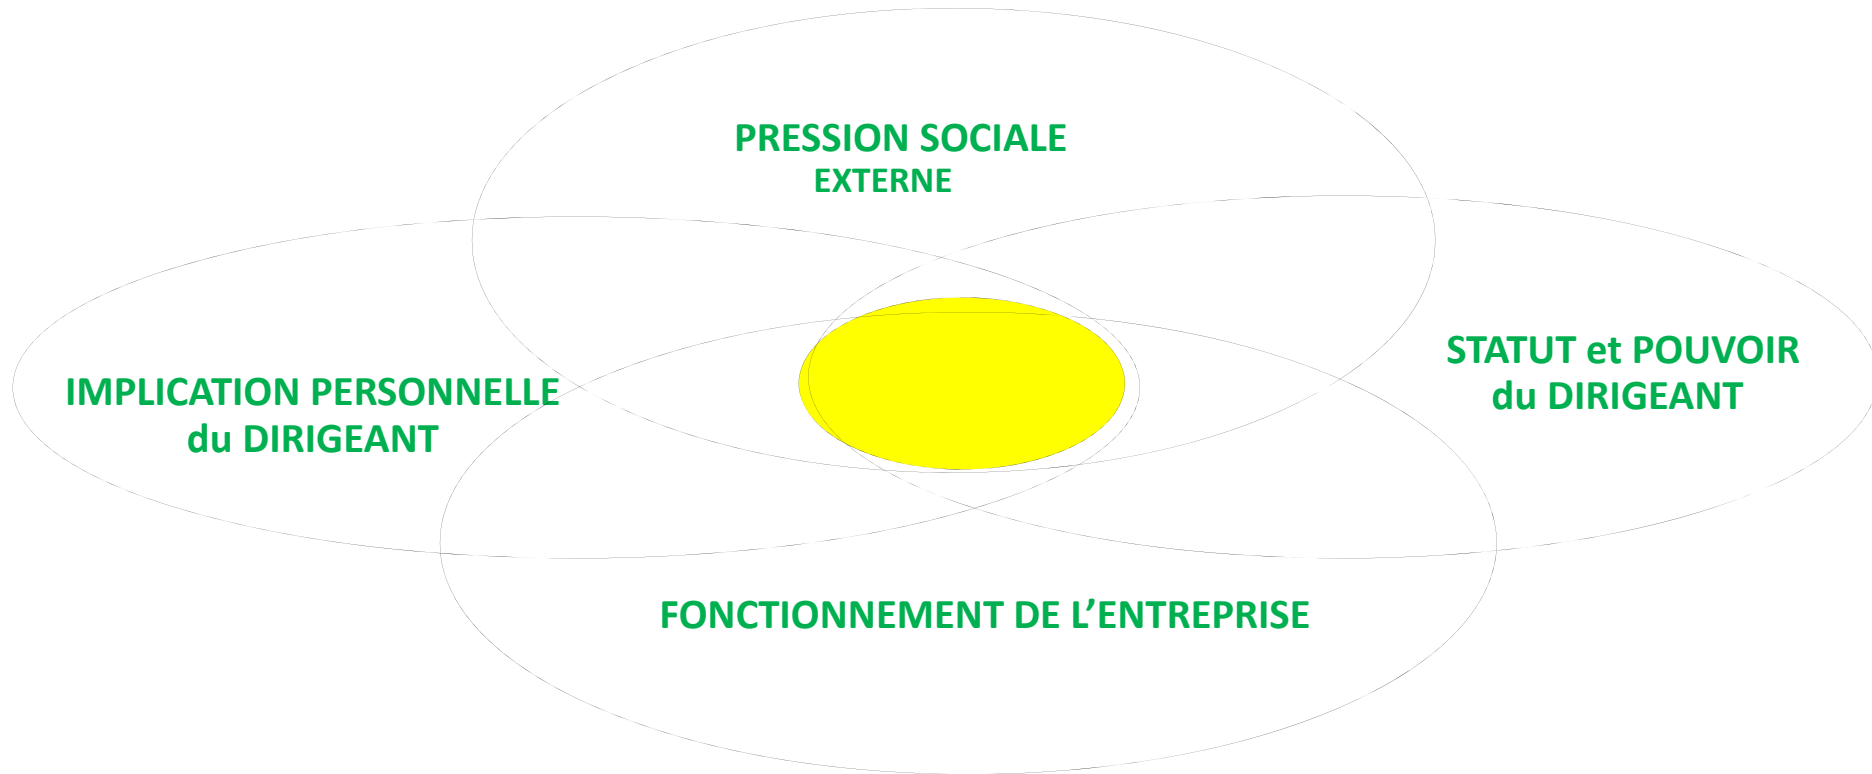 PRESSION SOCIALE
EXTERNE
STATUT et POUVOIR
du DIRIGEANT
IMPLICATION PERSONNELLE
du DIRIGEANT
FONCTIONNEMENT DE L’ENTREPRISE